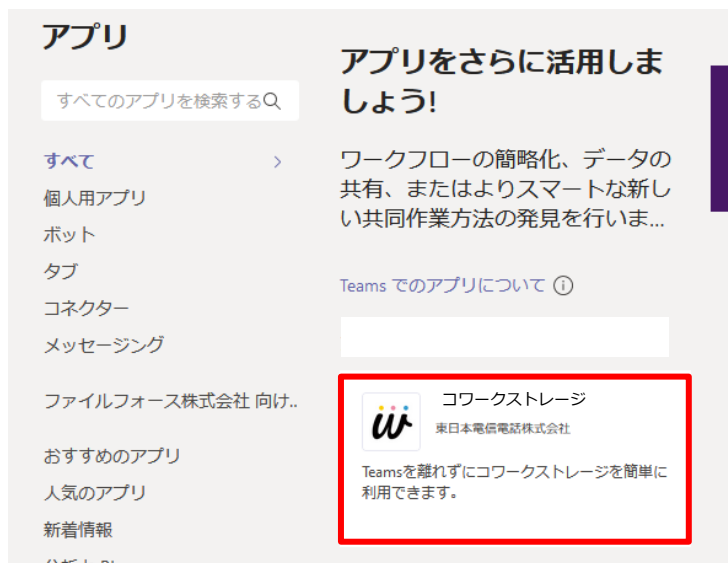 アプリ
すべてのアプリを検索する
すべて
個人用アプリ
ボット
タブ
コネクター
メッセージング
ファイルフォース株式会社 向け..
おすすめのアプリ
人気のアプリ
新着情報
アプリをさらに活用しま
しょう!
ワークフローの簡略化、データの
共有、またはよりスマートな新し
い共同作業方法の発見を行いま...
Teams でのアプリについて
コワークストレージ
東日本電信電話株式会社
Teamsを離れずにコワークストレージを簡単に
利用できます。